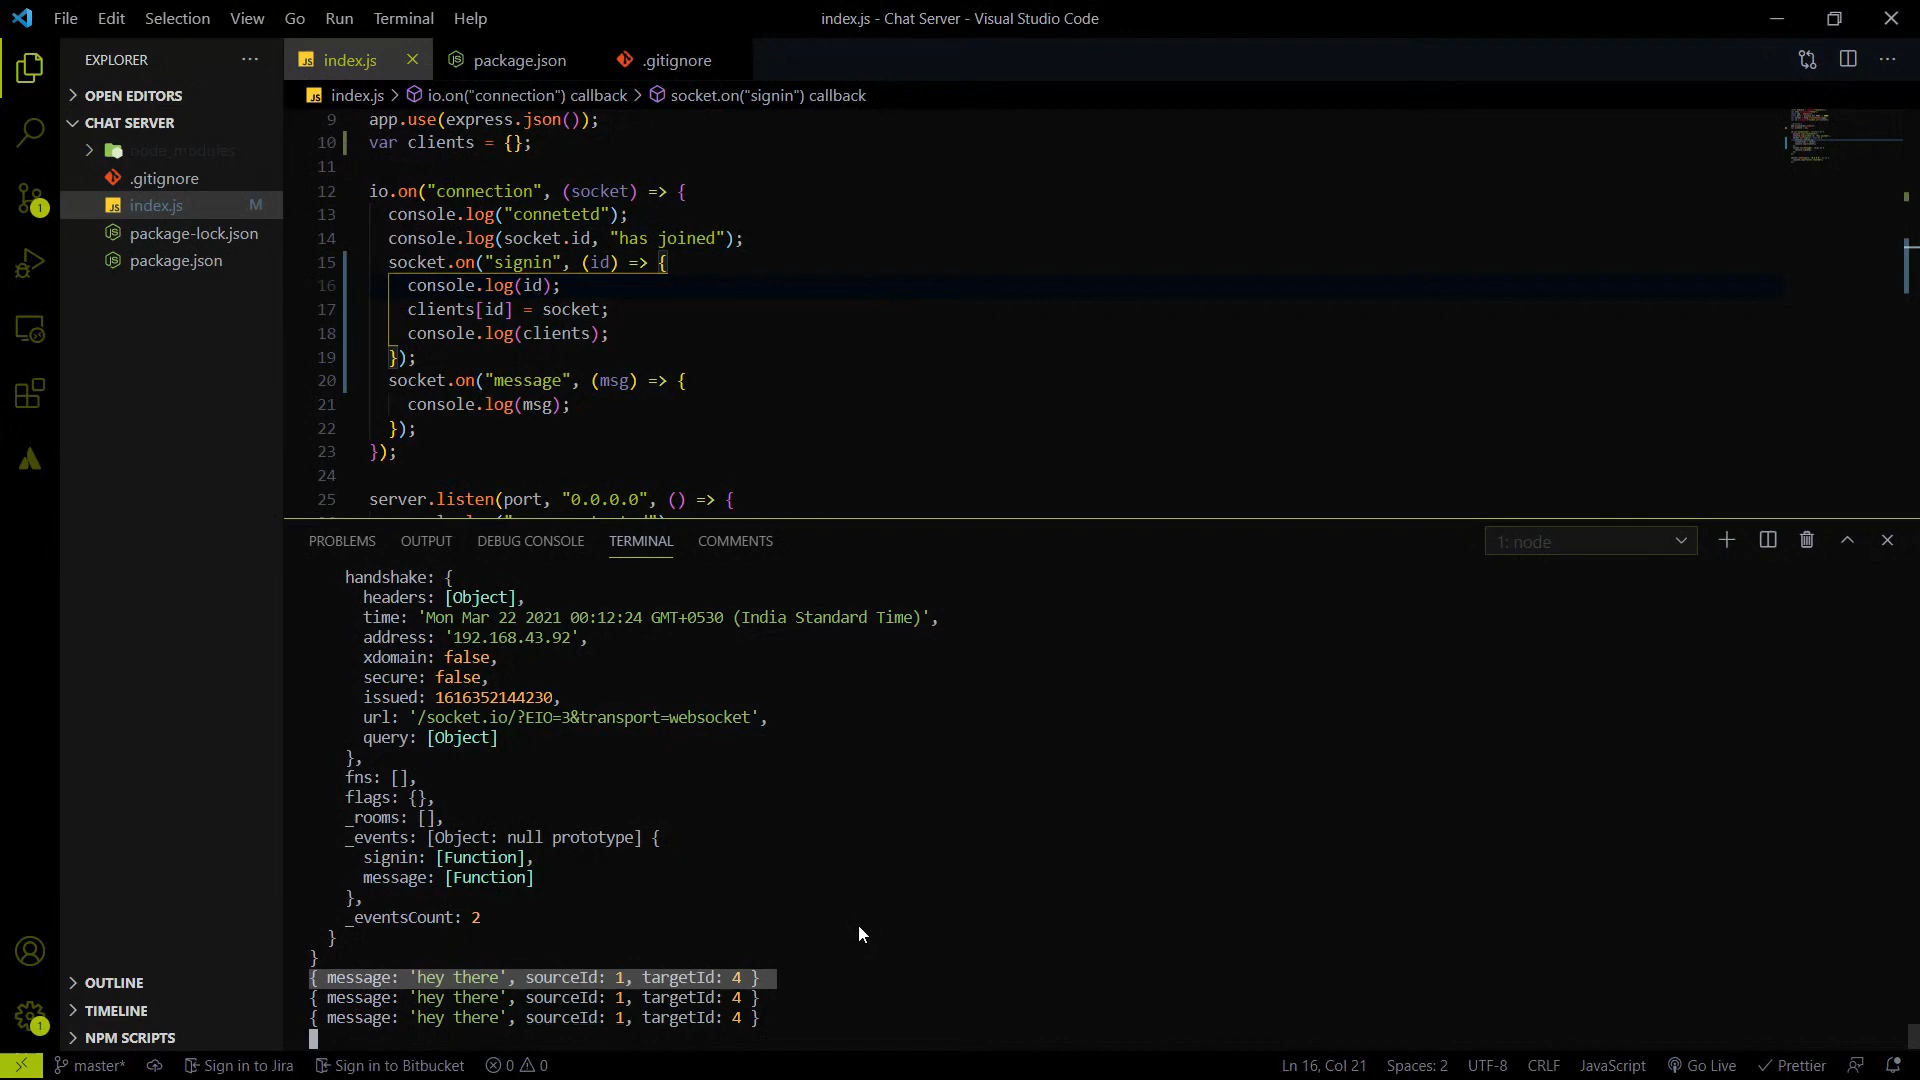 File Edit Selection View Go Run Terminal Help
index.js - Chat Server - Visual Studio Code
EXPLORER
index.js
package.json
.gitignore
OPEN EDITORS
CHAT SERVER
node_modules
.gitignore
index.js M
package-lock.json
package.json
OUTLINE
TIMELINE
NPM SCRIPTS
1
1
index.js > io.on("connection") callback > socket.on("signin") callback
9 app.use(express.json());
10 var clients = {};
11
12 io.on("connection", (socket) => {
13 console.log("connetetd");
14 console.log(socket.id, "has joined");
15 socket.on("signin", (id) => {
16 console.log(id);
17 clients[id] = socket;
18 console.log(clients);
19 });
20 socket.on("message", (msg) => {
21 console.log(msg);
22 });
23 });
24
25 server.listen(port, "0.0.0.0", () => {
PROBLEMS OUTPUT DEBUG CONSOLE TERMINAL COMMENTS
1: node
handshake: {
headers: [Object],
time: 'Mon Mar 22 2021 00:12:24 GMT+0530 (India Standard Time)',
address: '192.168.43.92',
xdomain: false,
secure: false,
issued: 1616352144230,
url: '/socket.io/?EIO=3&transport=websocket',
query: [Object]
},
fns: [],
flags: {},
_rooms: [],
_events: [Object: null prototype] {
signin: [Function],
message: [Function]
},
_eventsCount: 2
}
}
{ message: 'hey there', sourceId: 1, targetId: 4 }
{ message: 'hey there', sourceId: 1, targetId: 4 }
{ message: 'hey there', sourceId: 1, targetId: 4 }
master* Sign in to Jira Sign in to Bitbucket 0 0
Ln 16, Col 21 Spaces: 2 UTF-8 CRLF JavaScript Go Live Prettier